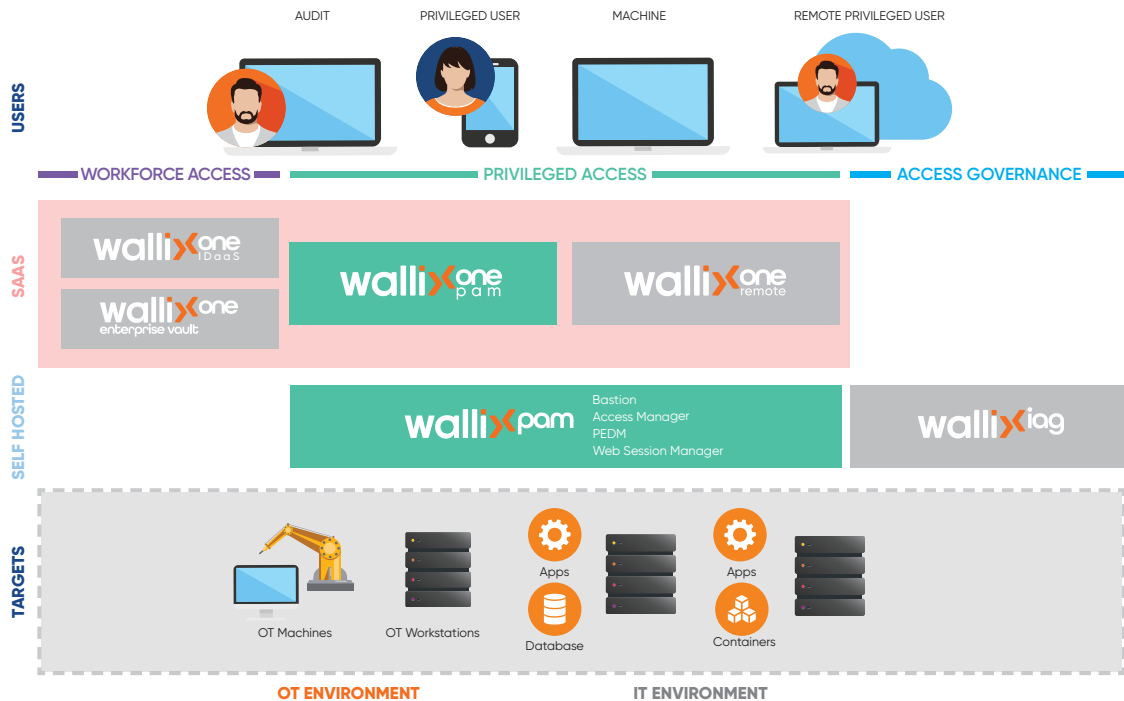 AUDIT
PRIVILEGED USER
MACHINE
REMOTE PRIVILEGED USER
USERS
WORKFORCE ACCESS
PRIVILEGED ACCESS
ACCESS GOVERNANCE
SAAS
wallix one
IDaaS
wallix one
enterprise vault
wallix one
pam
wallix one
remote
SELF HOSTED
wallix pam
Bastion
Access Manager
PEDM
Web Session Manager
wallix iag
TARGETS
OT Machines
OT Workstations
Apps
Database
Apps
Containers
OT ENVIRONMENT
IT ENVIRONMENT